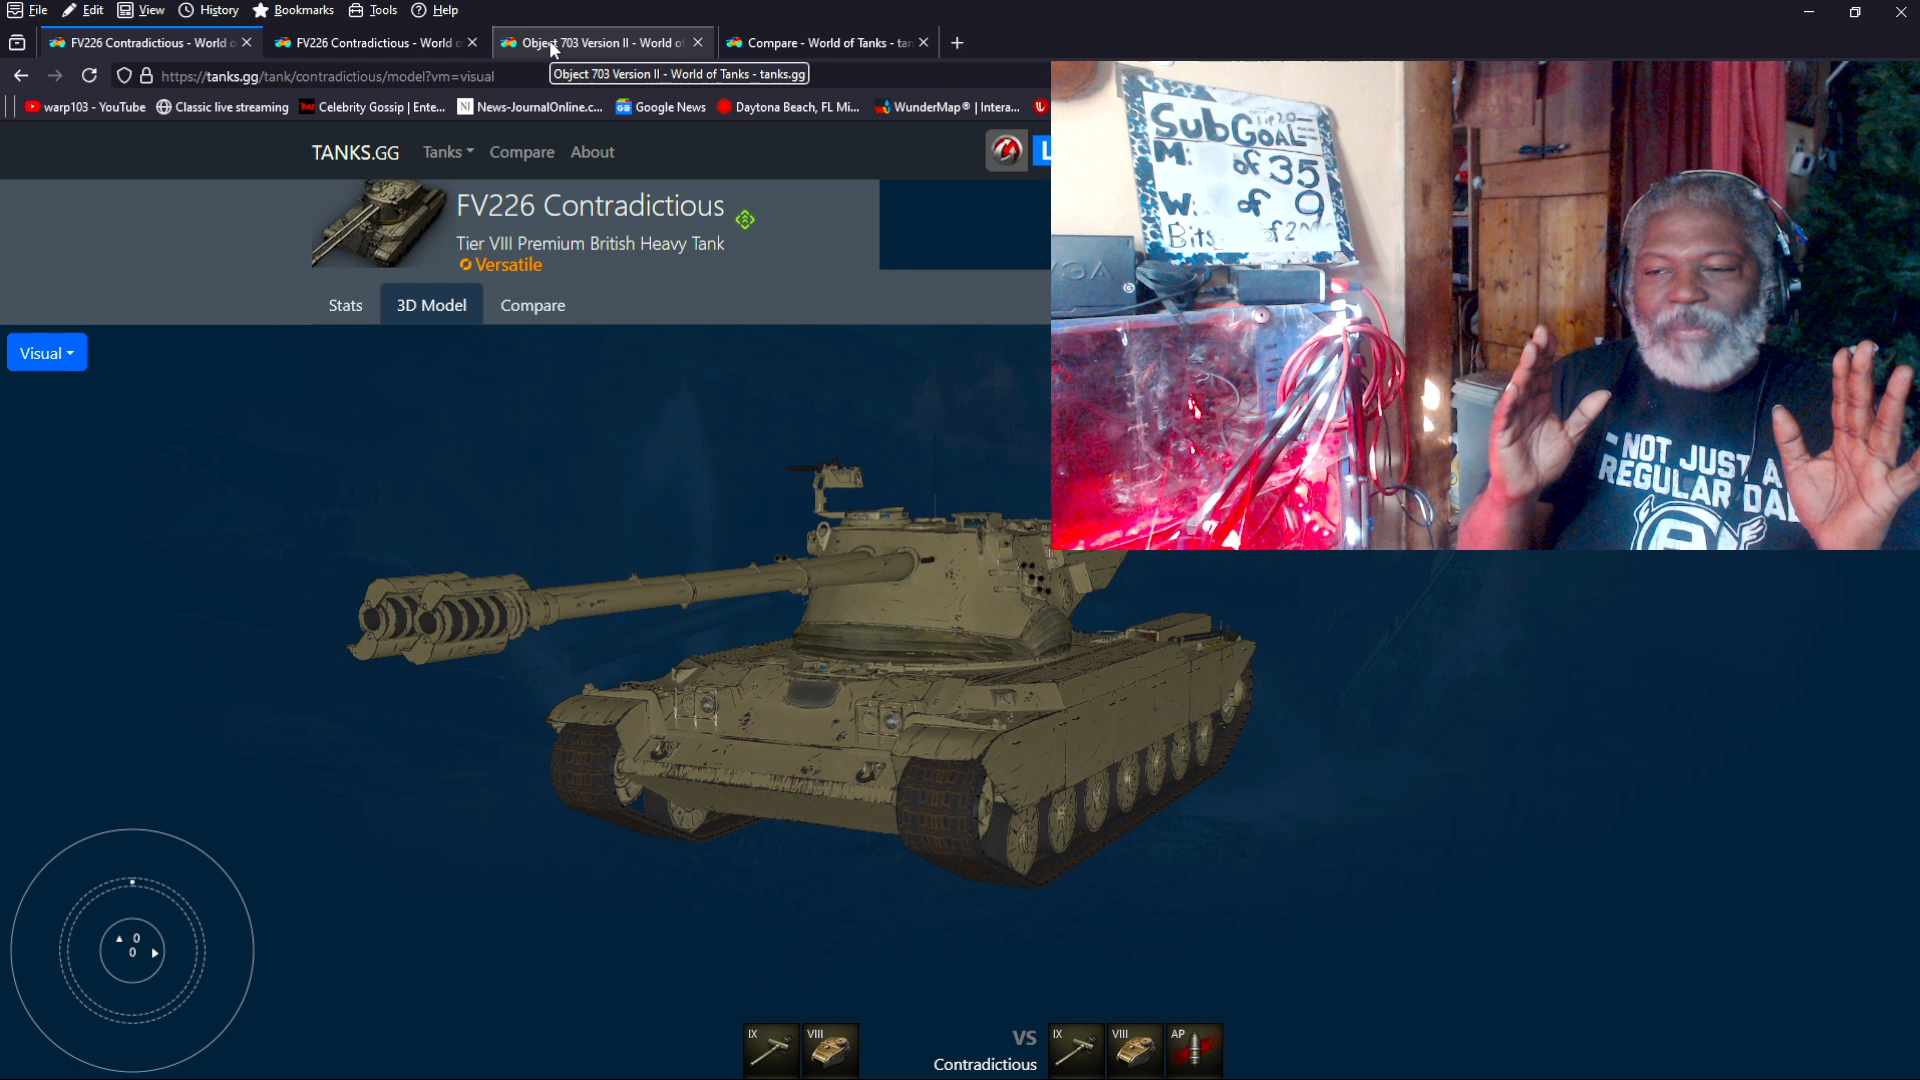 File Edit View History Bookmarks Tools Help
FV226 Contradictious - World o
FV226 Contradictious - World o
Object 703 Version II - World of
Compare - World of Tanks - tan
https://tanks.gg/tank/contradictious/model?vm=visual
Object 703 Version II - World of Tanks - tanks.gg
warp103 - YouTube Classic live streaming Celebrity Gossip | Ente... News-JournalOnline.c... Google News Daytona Beach, FL Mi... WunderMap® | Intera...
TANKS.GG Tanks Compare About
L
FV226 Contradictious
Tier VIII Premium British Heavy Tank
Versatile
Stats 3D Model Compare
Visual
SubGOAL
M: of 35
W: of 9
Bits
- NOT JUST A
REGULAR DAD
0
0
IX VIII
VS
Contradictious
IX VIII AP